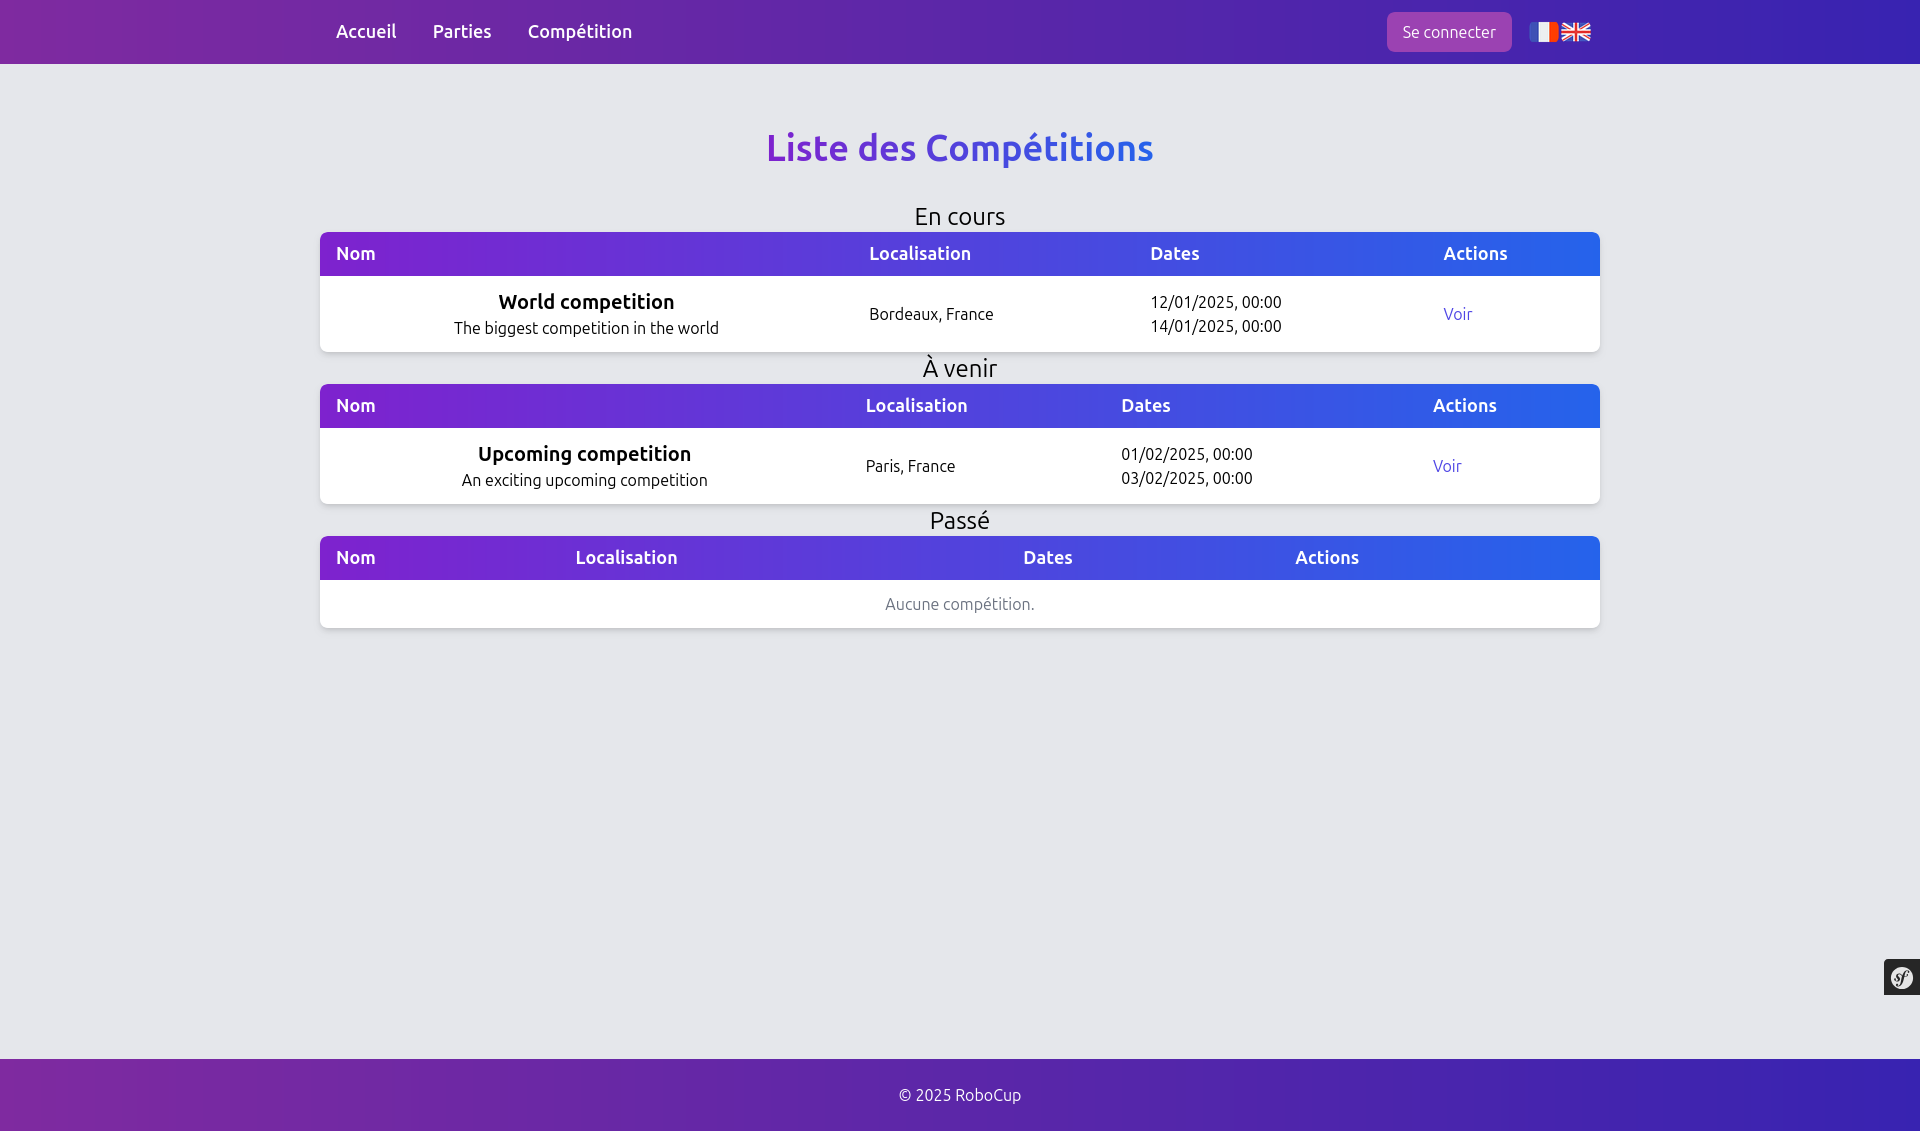 Accueil Parties Compétition Se connecter
Liste des Compétitions
En cours
Nom Localisation Dates Actions
World competition
The biggest competition in the world
Bordeaux, France
12/01/2025, 00:00
14/01/2025, 00:00
Voir
À venir
Nom Localisation Dates Actions
Upcoming competition
An exciting upcoming competition
Paris, France
01/02/2025, 00:00
03/02/2025, 00:00
Voir
Passé
Nom Localisation Dates Actions
Aucune compétition.
sf
© 2025 RoboCup